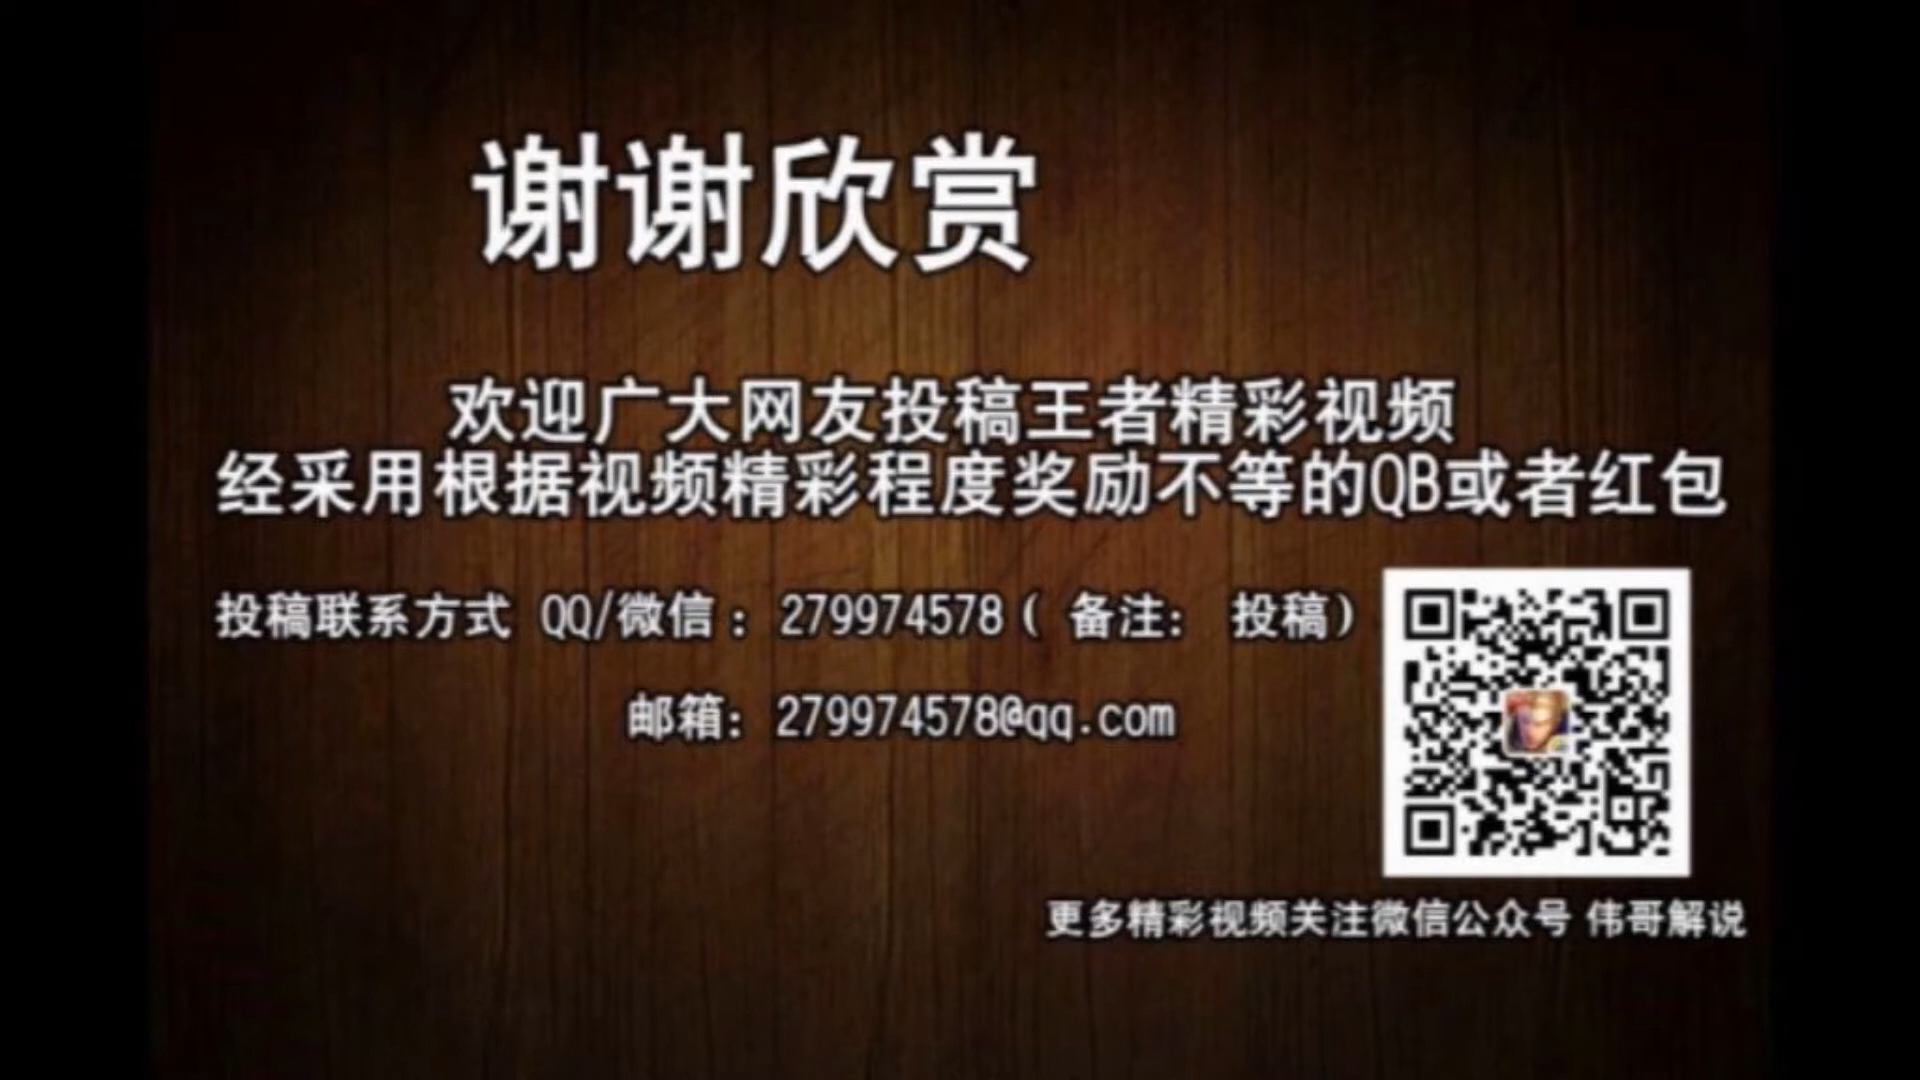 谢谢欣赏
欢迎广大网友投稿王者精彩视频
经采用根据视频精彩程度奖励不等的QB或者红包
投稿联系方式 QQ/微信：279974578（ 备注： 投稿）
邮箱：279974578@qq.com
更多精彩视频关注微信公众号 伟哥解说